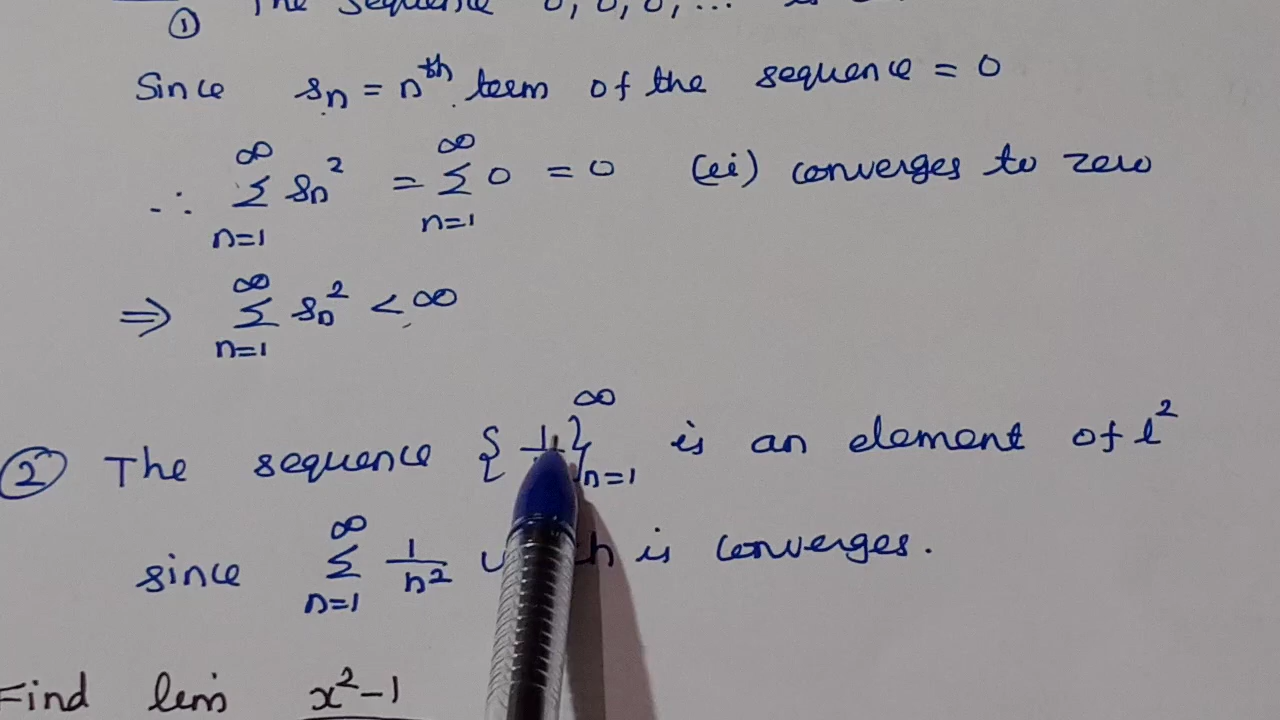 ① The sequence 0, 0, 0, ... is
Since sₙ = nᵗʰ term of the sequence = 0
∴ ∞∑n=1 sₙ² = ∞∑n=1 0 = 0 (ei) converges to zero
⇒ ∞∑n=1 sₙ² < ∞
② The sequence { 1 }∞n=1 is an element of l²
since ∞∑n=1 1/n² is converges.
Find lim x²-1